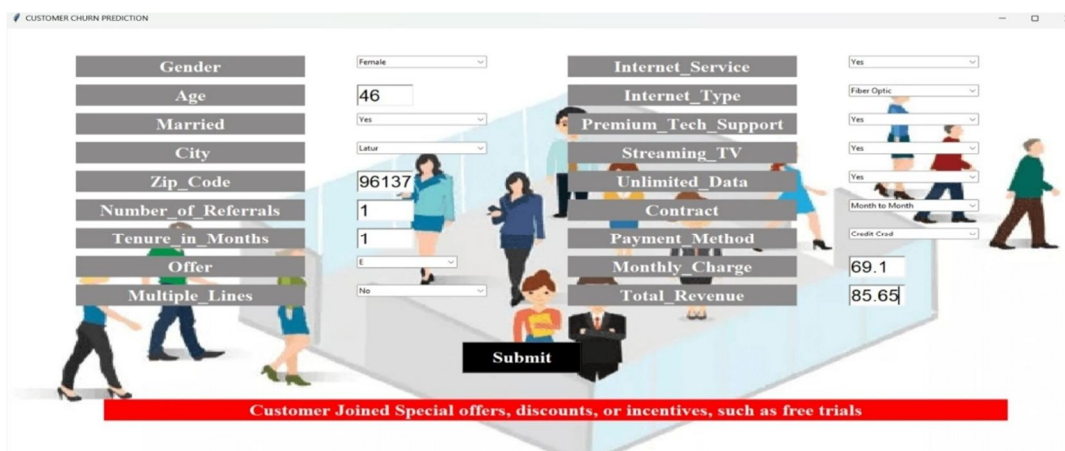 CUSTOMER CHURN PREDICTION
Gender Female
Age 46
Married Yes
City Latur
Zip_Code 96137
Number_of_Referrals 1
Tenure_in_Months 1
Offer E
Multiple_Lines No
Internet_Service Yes
Internet_Type Fiber Optic
Premium_Tech_Support Yes
Streaming_TV Yes
Unlimited_Data Yes
Contract Month to Month
Payment_Method Credit Crad
Monthly_Charge 69.1
Total_Revenue 85.65
Submit
Customer Joined Special offers, discounts, or incentives, such as free trials